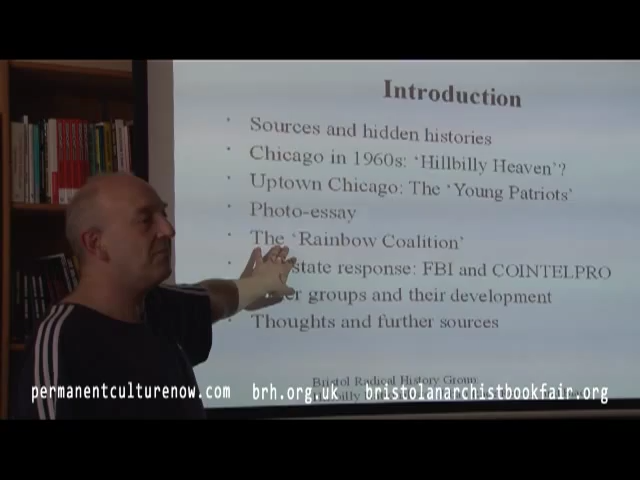 Introduction
Sources and hidden histories
Chicago in 1960s: ‘Hillbilly Heaven’?
Uptown Chicago: The ‘Young Patriots’
Photo-essay
The ‘Rainbow Coalition’
state response: FBI and COINTELPRO
groups and their development
Thoughts and further sources
Bristol Radical History Group
permanentculturenow.com brh.org.uk bristolanarchistbookfair.org